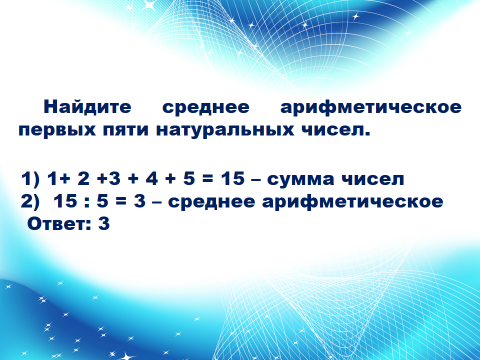 Найдите среднее арифметическое
первых пяти натуральных чисел.
1) 1+ 2 +3 + 4 + 5 = 15 – сумма чисел
2) 15 : 5 = 3 – среднее арифметическое
Ответ: 3